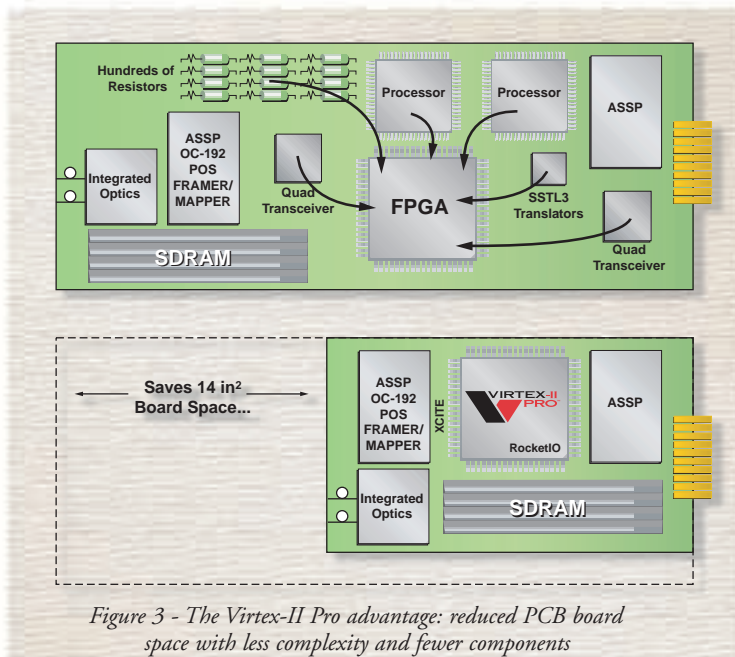 Hundreds of
Resistors
Processor
Processor
ASSP
ASSP
OC-192
POS
FRAMER/
MAPPER
Integrated
Optics
Quad
Transceiver
FPGA
SSTL3
Translators
Quad
Transceiver
SDRAM
Saves 14 in²
Board Space...
ASSP
OC-192
POS
FRAMER/
MAPPER
XCITE
VIRTEX-II
PRO™
RocketIO
ASSP
Integrated
Optics
SDRAM
Figure 3 - The Virtex-II Pro advantage: reduced PCB board
space with less complexity and fewer components